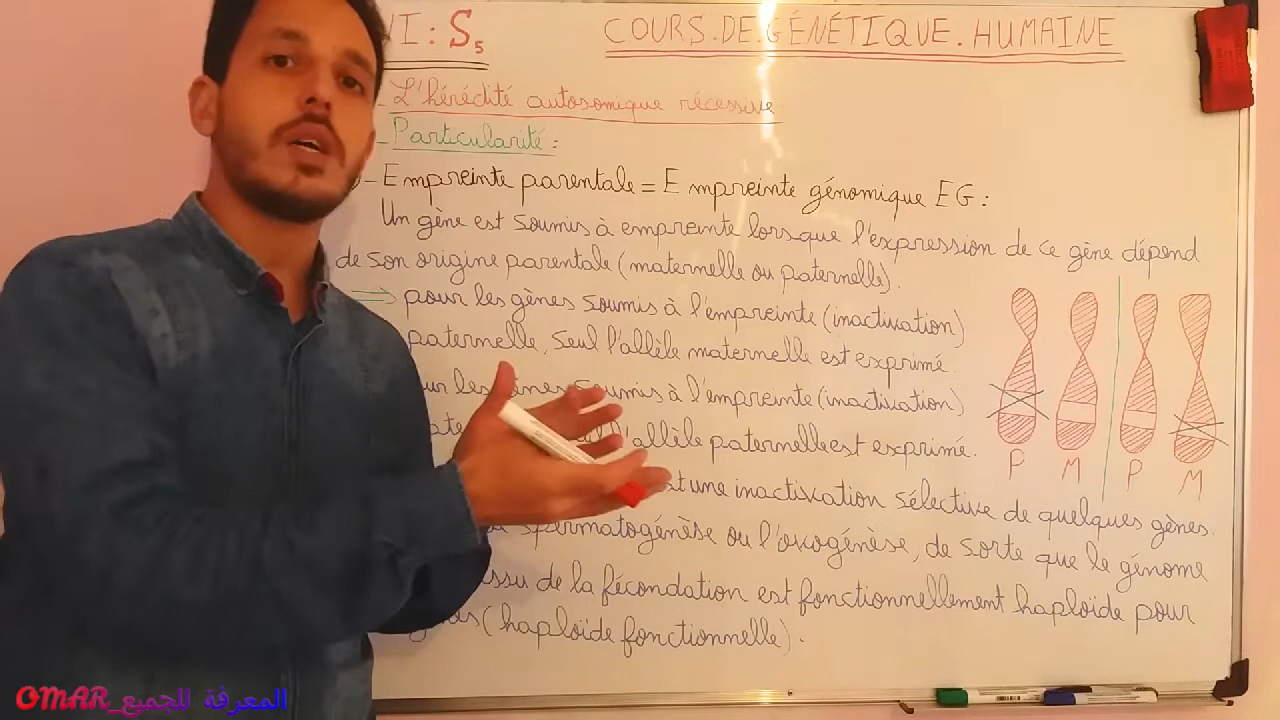 I : S5
COURS.DE.GÉNÉTIQUE.HUMAINE
- L'hérédité autosomique récessive :
- Particularité :
- Empreinte parentale = Empreinte génomique EG :
Un gène est soumis à empreinte lorsque l'expression de ce gène dépend
de son origine parentale (maternelle ou paternelle).
⇒ pour les gènes soumis à l'empreinte (inactivation)
paternelle, seul l'allèle maternelle est exprimé.
les gènes soumis à l'empreinte (inactivation)
l'allèle paternelle est exprimé.
P M P M
une inactivation sélective de quelques gènes.
spermatogénèse ou l'ovogénèse, de sorte que le génome
issu de la fécondation est fonctionnellement haploïde pour
(haploïde fonctionnelle).
OMAR_المعرفة للجميع